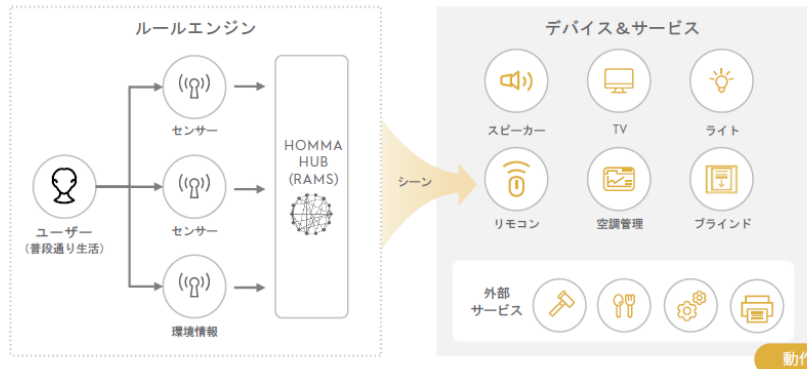 ルールエンジン
センサー
センサー
環境情報
ユーザー
(普段通り生活)
HOMMA
HUB
(RAMS)
シーン
デバイス&サービス
スピーカー
TV
ライト
リモコン
空調管理
ブラインド
外部
サービス
動作